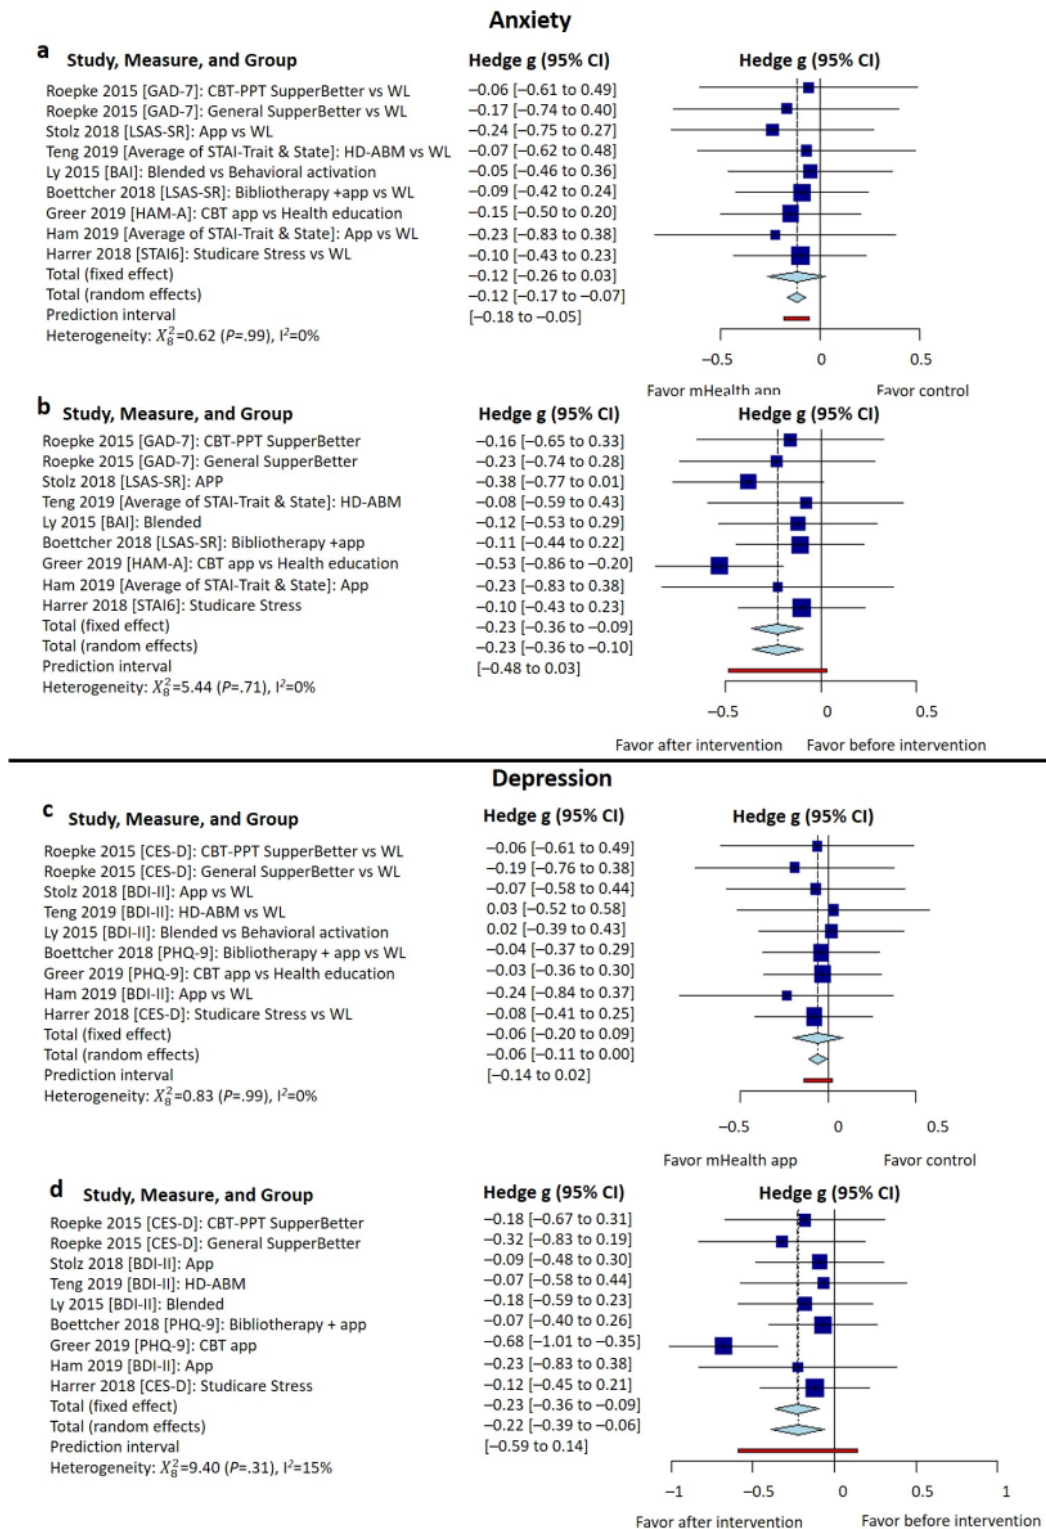 Anxiety
a Study, Measure, and Group Hedge g (95% CI) Hedge g (95% CI)
Roepke 2015 [GAD-7]: CBT-PPT SupperBetter vs WL −0.06 [−0.61 to 0.49]
Roepke 2015 [GAD-7]: General SupperBetter vs WL −0.17 [−0.74 to 0.40]
Stolz 2018 [LSAS-SR]: App vs WL −0.24 [−0.75 to 0.27]
Teng 2019 [Average of STAI-Trait & State]: HD-ABM vs WL −0.07 [−0.62 to 0.48]
Ly 2015 [BAI]: Blended vs Behavioral activation −0.05 [−0.46 to 0.36]
Boettcher 2018 [LSAS-SR]: Bibliotherapy +app vs WL −0.09 [−0.42 to 0.24]
Greer 2019 [HAM-A]: CBT app vs Health education −0.15 [−0.50 to 0.20]
Ham 2019 [Average of STAI-Trait & State]: App vs WL −0.23 [−0.83 to 0.38]
Harrer 2018 [STAI6]: Studicare Stress vs WL −0.10 [−0.43 to 0.23]
Total (fixed effect) −0.12 [−0.26 to 0.03]
Total (random effects) −0.12 [−0.17 to −0.07]
Prediction interval [−0.18 to −0.05]
Heterogeneity: X²₈=0.62 (P=.99), I²=0%
−0.5 0 0.5
Favor mHealth app Favor control
b Study, Measure, and Group Hedge g (95% CI) Hedge g (95% CI)
Roepke 2015 [GAD-7]: CBT-PPT SupperBetter −0.16 [−0.65 to 0.33]
Roepke 2015 [GAD-7]: General SupperBetter −0.23 [−0.74 to 0.28]
Stolz 2018 [LSAS-SR]: APP −0.38 [−0.77 to 0.01]
Teng 2019 [Average of STAI-Trait & State]: HD-ABM −0.08 [−0.59 to 0.43]
Ly 2015 [BAI]: Blended −0.12 [−0.53 to 0.29]
Boettcher 2018 [LSAS-SR]: Bibliotherapy +app −0.11 [−0.44 to 0.22]
Greer 2019 [HAM-A]: CBT app vs Health education −0.53 [−0.86 to −0.20]
Ham 2019 [Average of STAI-Trait & State]: App −0.23 [−0.83 to 0.38]
Harrer 2018 [STAI6]: Studicare Stress −0.10 [−0.43 to 0.23]
Total (fixed effect) −0.23 [−0.36 to −0.09]
Total (random effects) −0.23 [−0.36 to −0.10]
Prediction interval [−0.48 to 0.03]
Heterogeneity: X²₈=5.44 (P=.71), I²=0%
−0.5 0 0.5
Favor after intervention Favor before intervention
Depression
c Study, Measure, and Group Hedge g (95% CI) Hedge g (95% CI)
Roepke 2015 [CES-D]: CBT-PPT SupperBetter vs WL −0.06 [−0.61 to 0.49]
Roepke 2015 [CES-D]: General SupperBetter vs WL −0.19 [−0.76 to 0.38]
Stolz 2018 [BDI-II]: App vs WL −0.07 [−0.58 to 0.44]
Teng 2019 [BDI-II]: HD-ABM vs WL 0.03 [−0.52 to 0.58]
Ly 2015 [BDI-II]: Blended vs Behavioral activation 0.02 [−0.39 to 0.43]
Boettcher 2018 [PHQ-9]: Bibliotherapy + app vs WL −0.04 [−0.37 to 0.29]
Greer 2019 [PHQ-9]: CBT app vs Health education −0.03 [−0.36 to 0.30]
Ham 2019 [BDI-II]: App vs WL −0.24 [−0.84 to 0.37]
Harrer 2018 [CES-D]: Studicare Stress vs WL −0.08 [−0.41 to 0.25]
Total (fixed effect) −0.06 [−0.20 to 0.09]
Total (random effects) −0.06 [−0.11 to 0.00]
Prediction interval [−0.14 to 0.02]
Heterogeneity: X²₈=0.83 (P=.99), I²=0%
−0.5 0 0.5
Favor mHealth app Favor control
d Study, Measure, and Group Hedge g (95% CI) Hedge g (95% CI)
Roepke 2015 [CES-D]: CBT-PPT SupperBetter −0.18 [−0.67 to 0.31]
Roepke 2015 [CES-D]: General SupperBetter −0.32 [−0.83 to 0.19]
Stolz 2018 [BDI-II]: App −0.09 [−0.48 to 0.30]
Teng 2019 [BDI-II]: HD-ABM −0.07 [−0.58 to 0.44]
Ly 2015 [BDI-II]: Blended −0.18 [−0.59 to 0.23]
Boettcher 2018 [PHQ-9]: Bibliotherapy + app −0.07 [−0.40 to 0.26]
Greer 2019 [PHQ-9]: CBT app −0.68 [−1.01 to −0.35]
Ham 2019 [BDI-II]: App −0.23 [−0.83 to 0.38]
Harrer 2018 [CES-D]: Studicare Stress −0.12 [−0.45 to 0.21]
Total (fixed effect) −0.23 [−0.36 to −0.09]
Total (random effects) −0.22 [−0.39 to −0.06]
Prediction interval [−0.59 to 0.14]
Heterogeneity: X²₈=9.40 (P=.31), I²=15%
−1 −0.5 0 0.5 1
Favor after intervention Favor before intervention